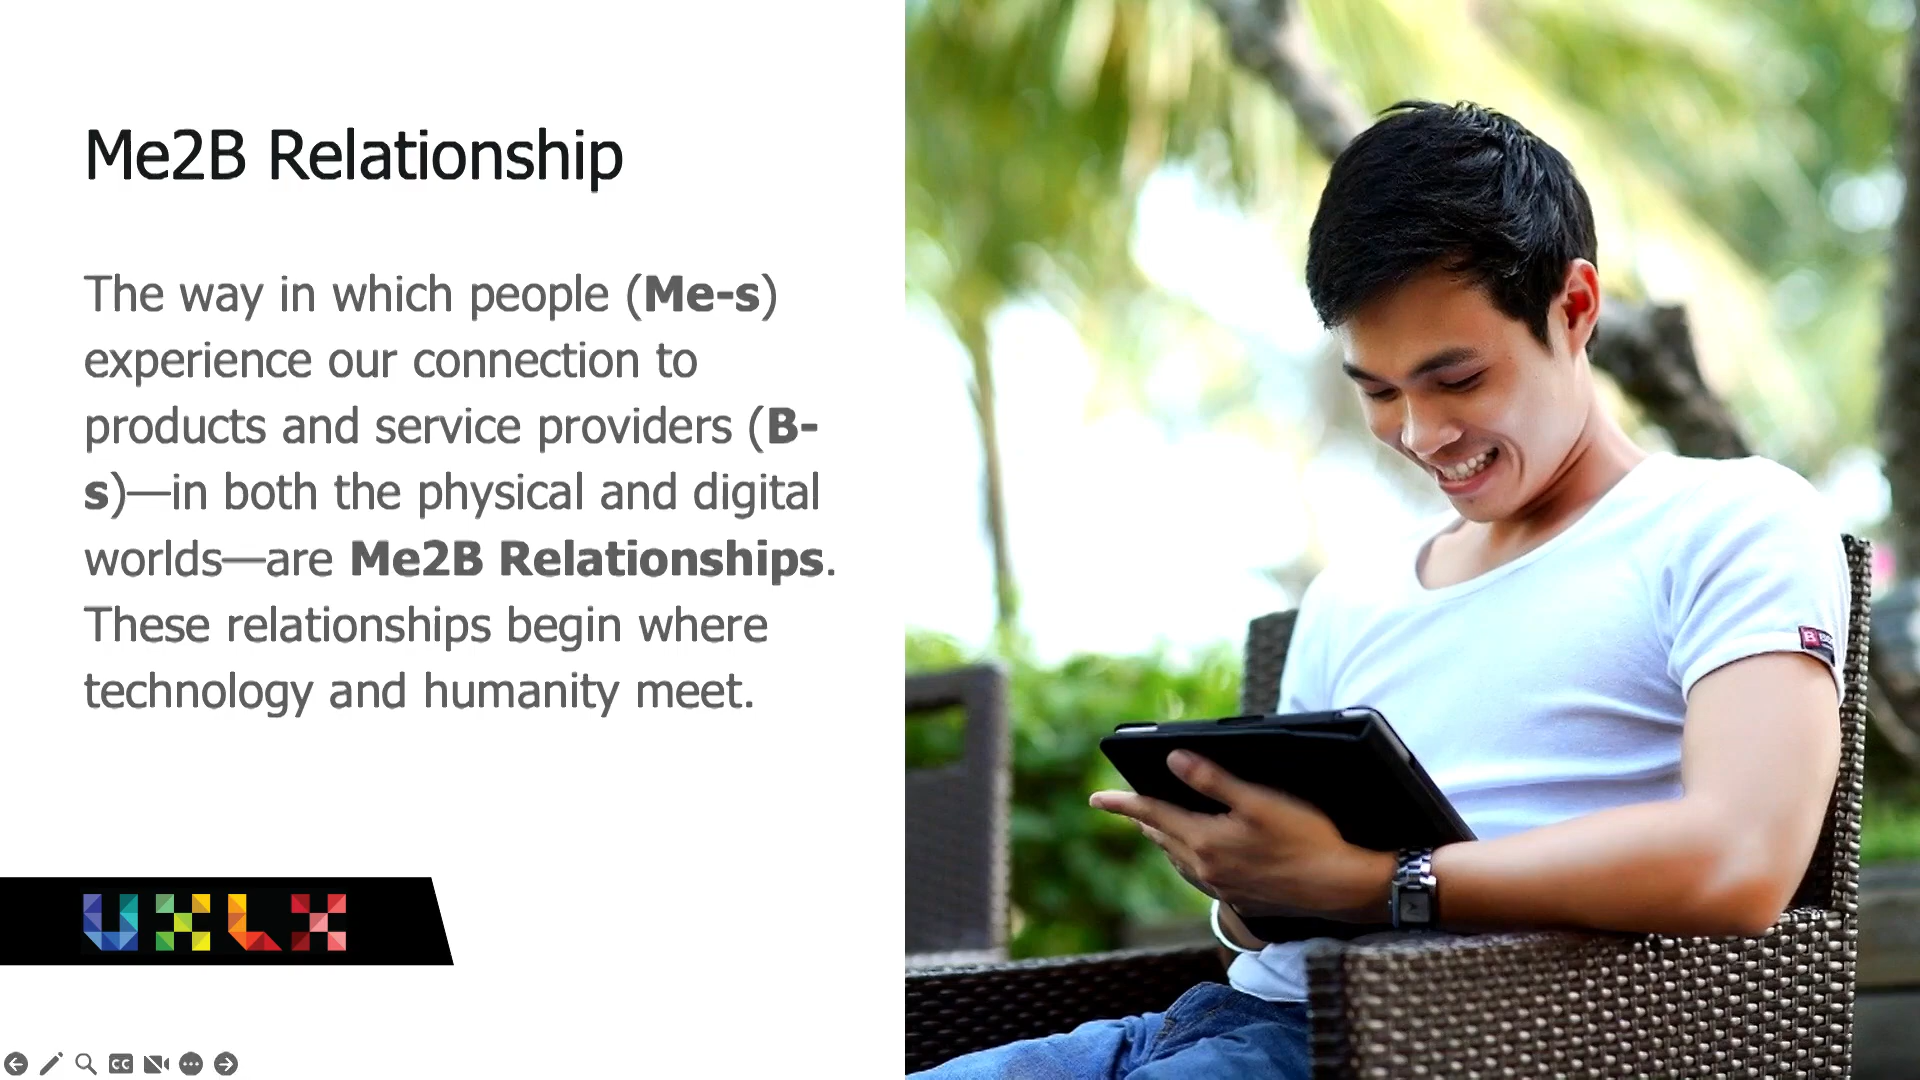 Me2B Relationship
The way in which people (Me-s)
experience our connection to
products and service providers (B-
s)—in both the physical and digital
worlds—are Me2B Relationships.
These relationships begin where
technology and humanity meet.
UXLX
CC